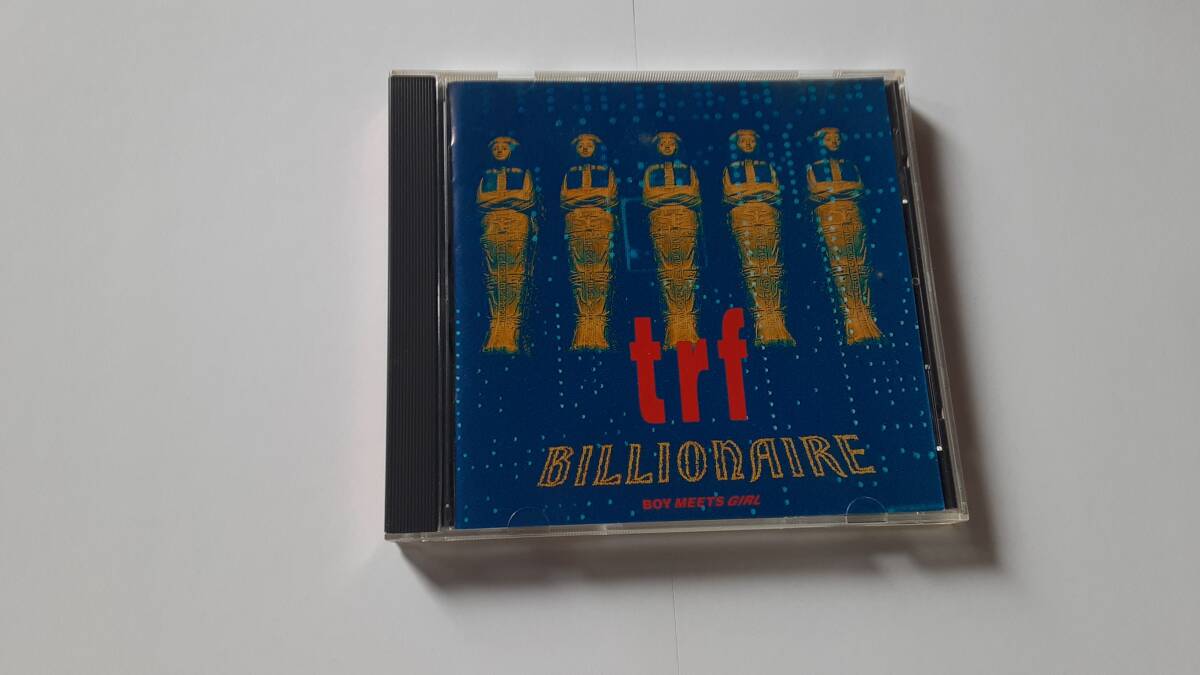 trf
BILLIONAIRE
BOY MEETS GIRL